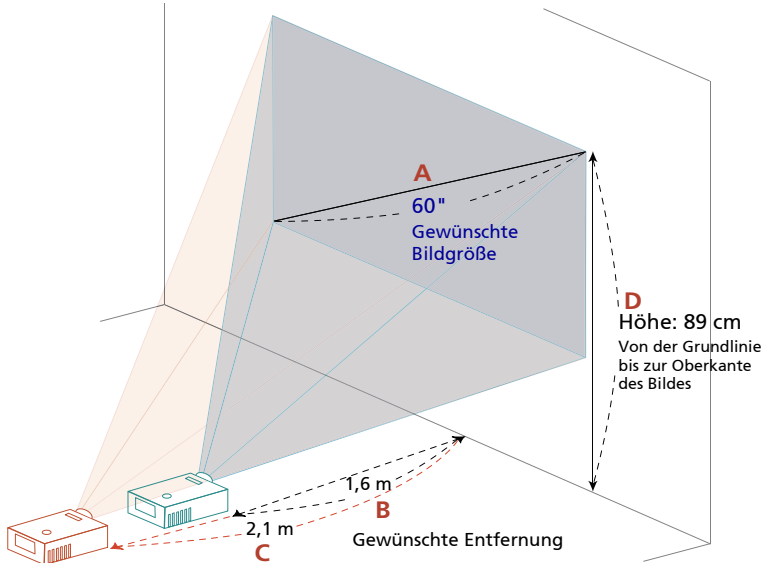 A
60"
Gewünschte
Bildgröße
D
Höhe: 89 cm
Von der Grundlinie
bis zur Oberkante
des Bildes
1,6 m
B
2,1 m
C
Gewünschte Entfernung